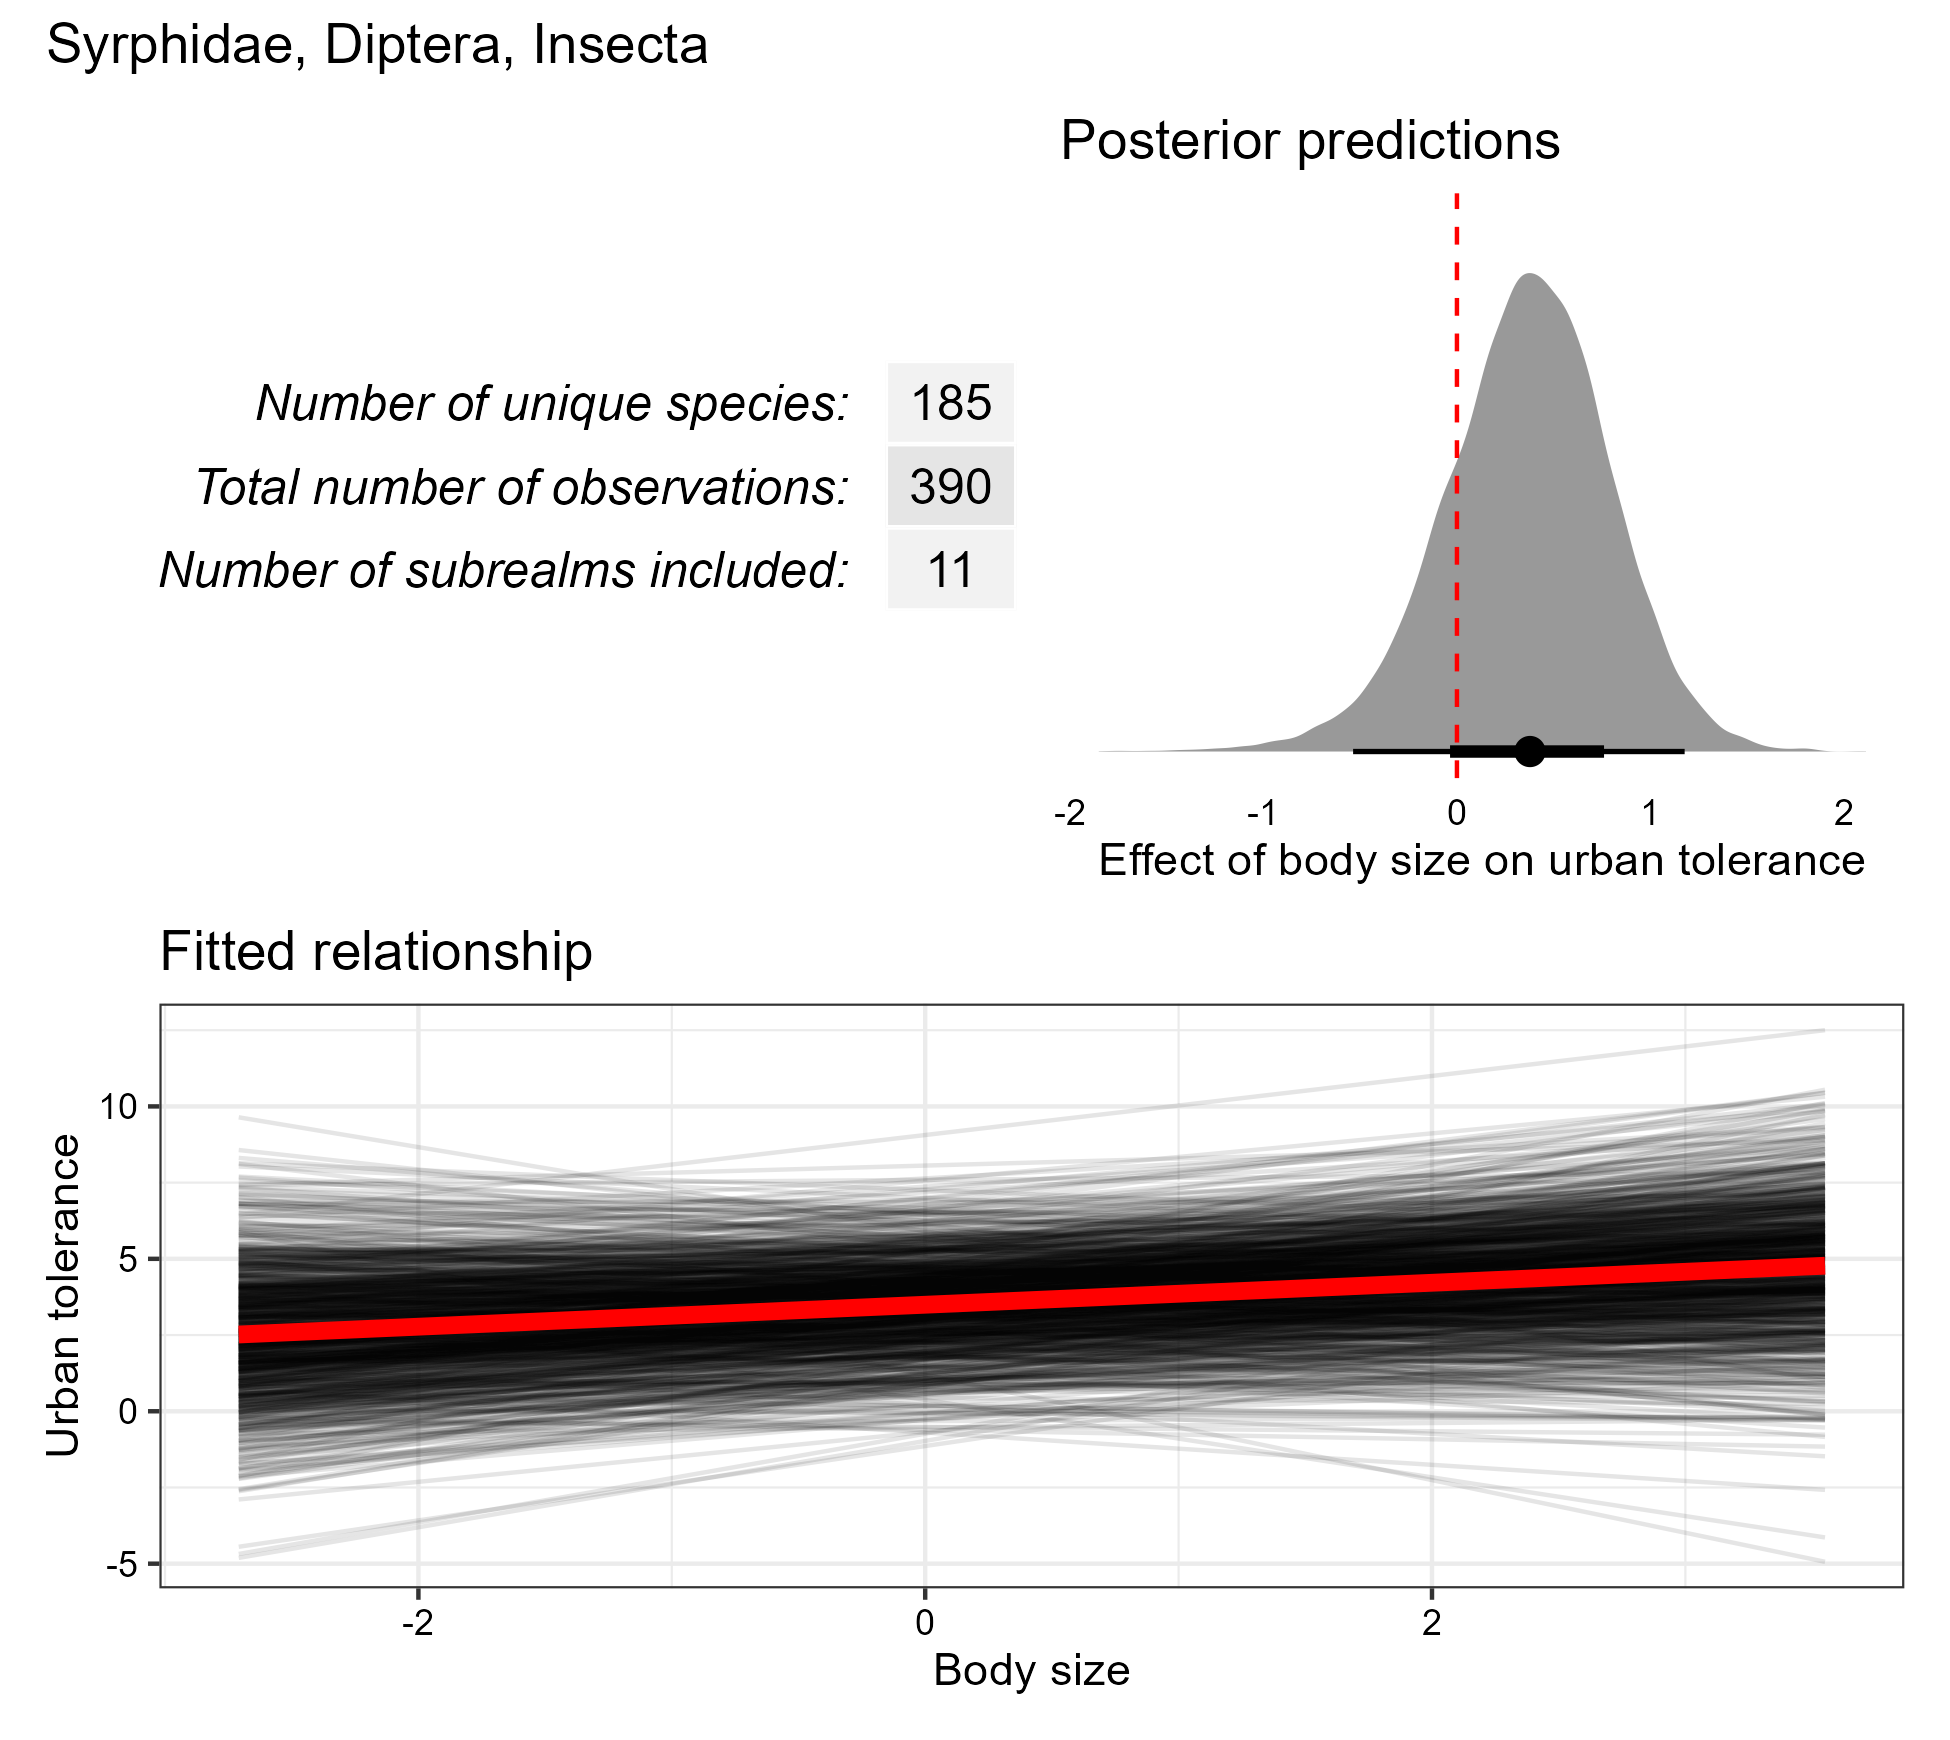 Syrphidae, Diptera, Insecta
Posterior predictions
Number of unique species: 185
Total number of observations: 390
Number of subrealms included: 11
-2 -1 0 1 2
Effect of body size on urban tolerance
Fitted relationship
Urban tolerance
10
5
0
-5
-2 0 2
Body size